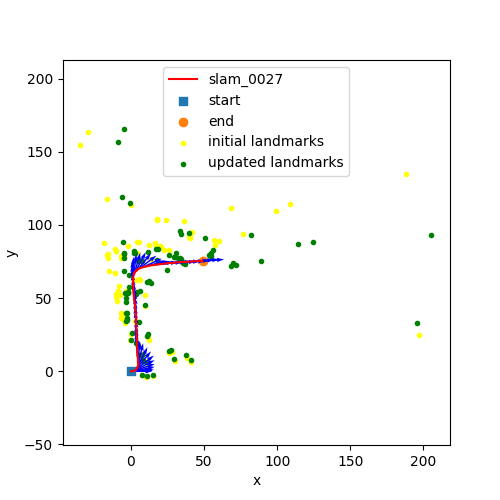 slam_0027
start
end
initial landmarks
updated landmarks
200
150
100
50
0
−50
y
0
50
100
150
200
x